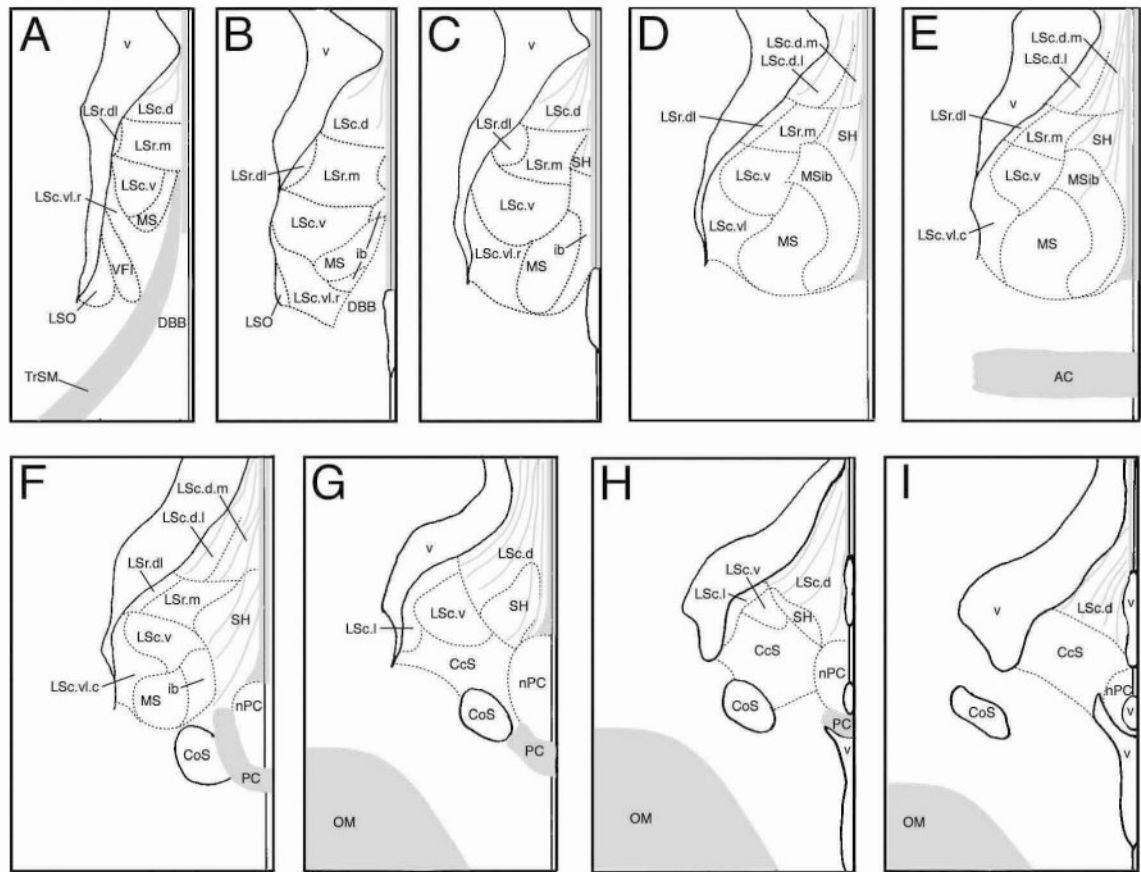 A
v
LSc.d
LSr.dl
LSr.m
LSc.v
LSc.vl.r
MS
VFl
LSO
DBB
TrSM
B
v
LSc.d
LSr.dl
LSr.m
LSc.v
ib
MS
LSc.vl.r
DBB
LSO
C
v
LSc.d
LSr.dl
LSr.m
SH
LSc.v
LSc.vl.r
MS
ib
D
LSc.d.m
LSc.d.l
LSr.dl
LSr.m
SH
LSc.v
MSib
LSc.vl
MS
E
LSc.d.m
LSc.d.l
v
LSr.dl
LSr.m
SH
LSc.v
MSib
LSc.vl.c
MS
AC
F
LSc.d.m
LSc.d.l
LSr.dl
LSr.m
SH
LSc.v
LSc.vl.c
MS
ib
nPC
CoS
PC
G
v
LSc.d
LSc.v
SH
LSc.l
CcS
nPC
CoS
PC
OM
H
LSc.v
LSc.l
LSc.d
SH
CcS
nPC
CoS
PC
v
OM
I
v
v
LSc.d
CcS
nPC
CoS
v
v
OM